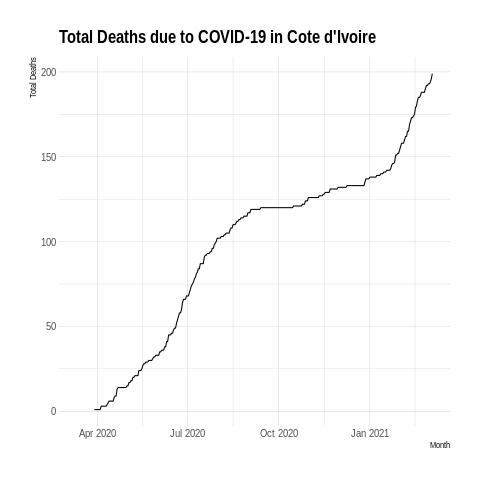 Total Deaths due to COVID-19 in Cote d'Ivoire
Total Deaths
200
150
100
50
0
Apr 2020
Jul 2020
Oct 2020
Jan 2021
Month